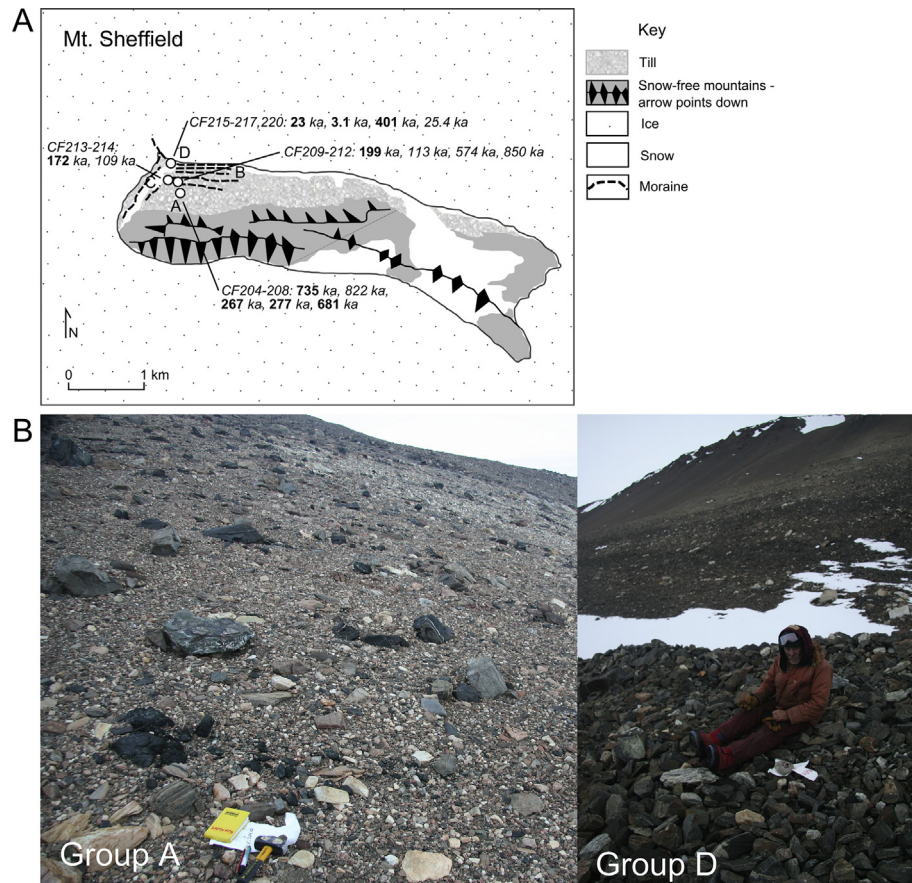 A
Mt. Sheffield
Key
Till
Snow-free mountains -
arrow points down
Ice
Snow
Moraine
CF215-217,220: 23 ka, 3.1 ka, 401 ka, 25.4 ka
CF213-214:
172 ka, 109 ka
D
CF209-212: 199 ka, 113 ka, 574 ka, 850 ka
B
C
A
CF204-208: 735 ka, 822 ka,
267 ka, 277 ka, 681 ka
N
0 1 km
B
Group A
Group D